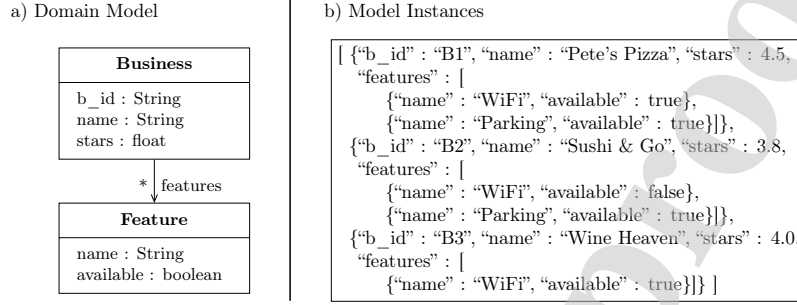 a) Domain Model
Business
b_id : String
name : String
stars : float
* features
Feature
name : String
available : boolean
b) Model Instances
[ {“b_id” : “B1”, “name” : “Pete’s Pizza”, “stars” : 4.5,
“features” : [
{“name” : “WiFi”, “available” : true},
{“name” : “Parking”, “available” : true}]},
{“b_id” : “B2”, “name” : “Sushi & Go”, “stars” : 3.8,
“features” : [
{“name” : “WiFi”, “available” : false},
{“name” : “Parking”, “available” : true}]},
{“b_id” : “B3”, “name” : “Wine Heaven”, “stars” : 4.0,
“features” : [
{“name” : “WiFi”, “available” : true}]} ]